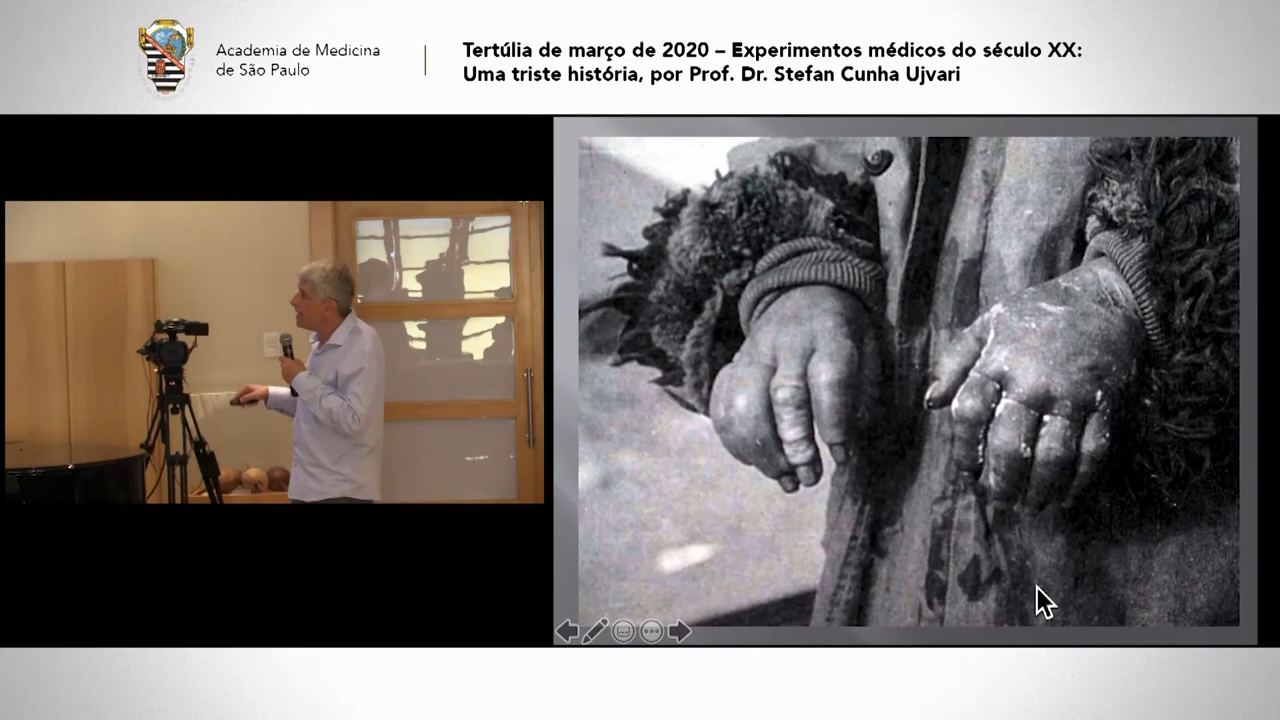 Academia de Medicina
de São Paulo
Tertúlia de março de 2020 – Experimentos médicos do século XX:
Uma triste história, por Prof. Dr. Stefan Cunha Ujvari